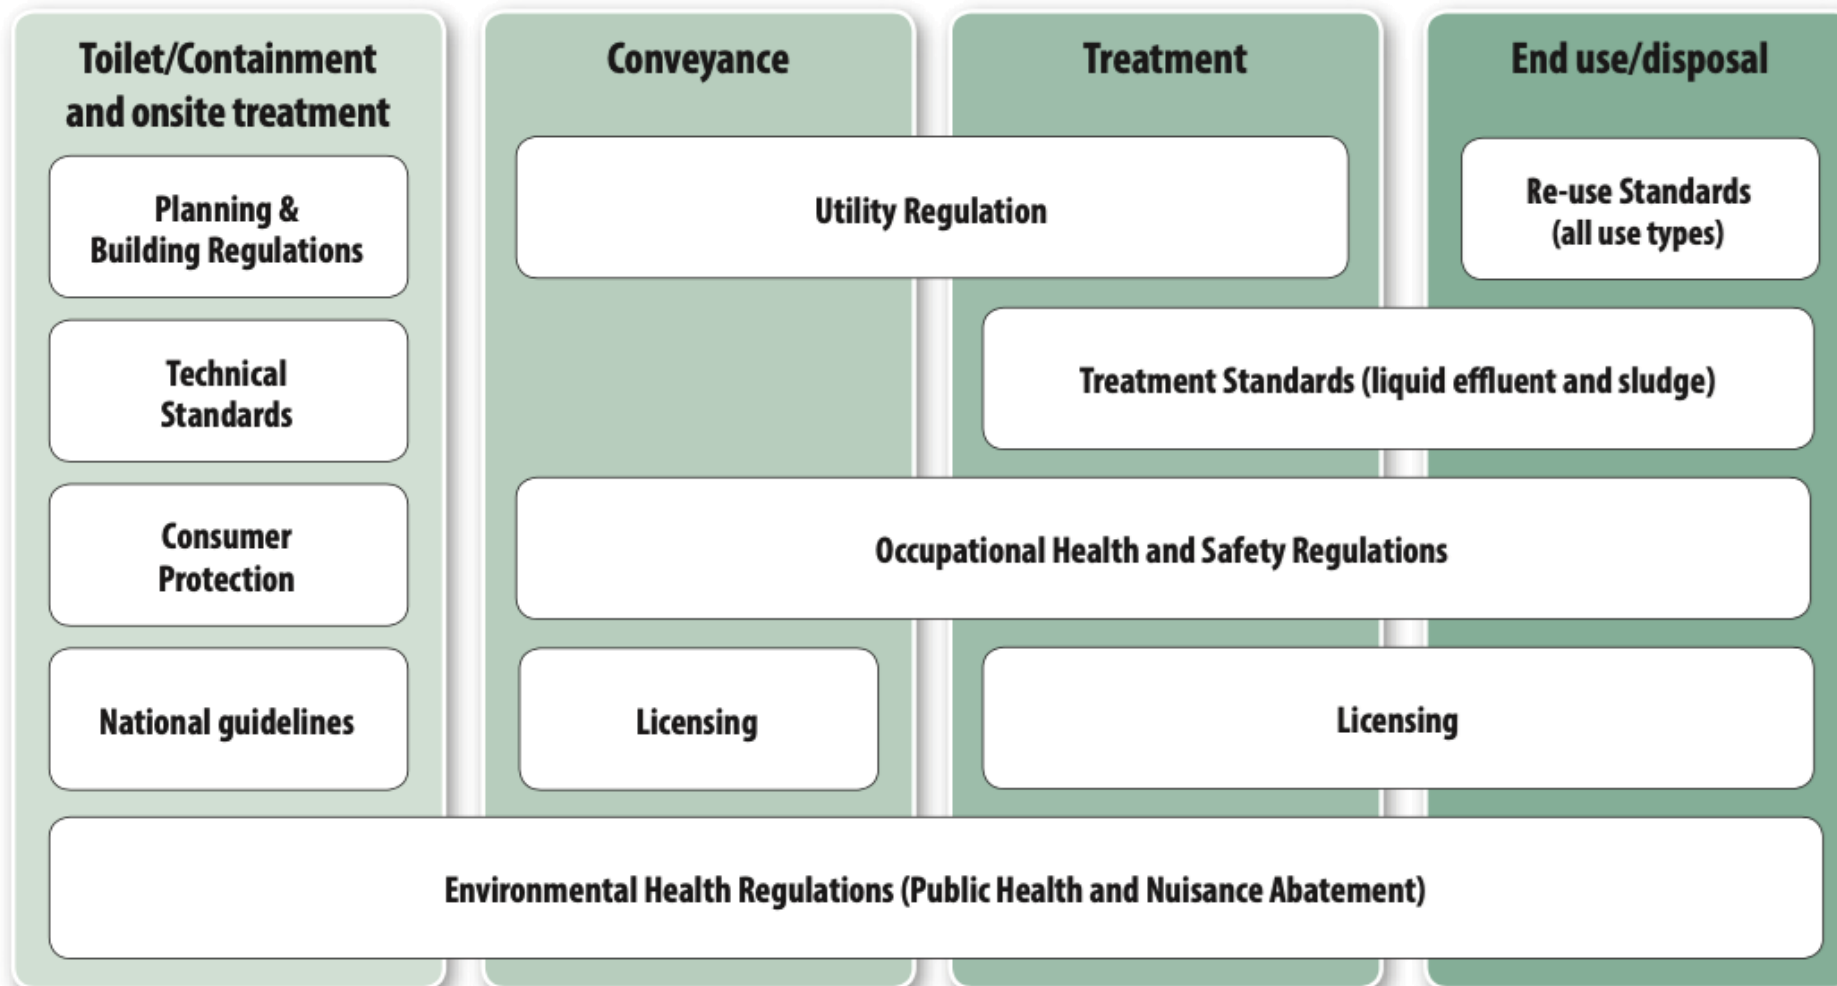 Toilet/Containment
and onsite treatment
Conveyance
Treatment
End use/disposal
Planning &
Building Regulations
Utility Regulation
Re-use Standards
(all use types)
Technical
Standards
Treatment Standards (liquid effluent and sludge)
Consumer
Protection
Occupational Health and Safety Regulations
National guidelines
Licensing
Licensing
Environmental Health Regulations (Public Health and Nuisance Abatement)